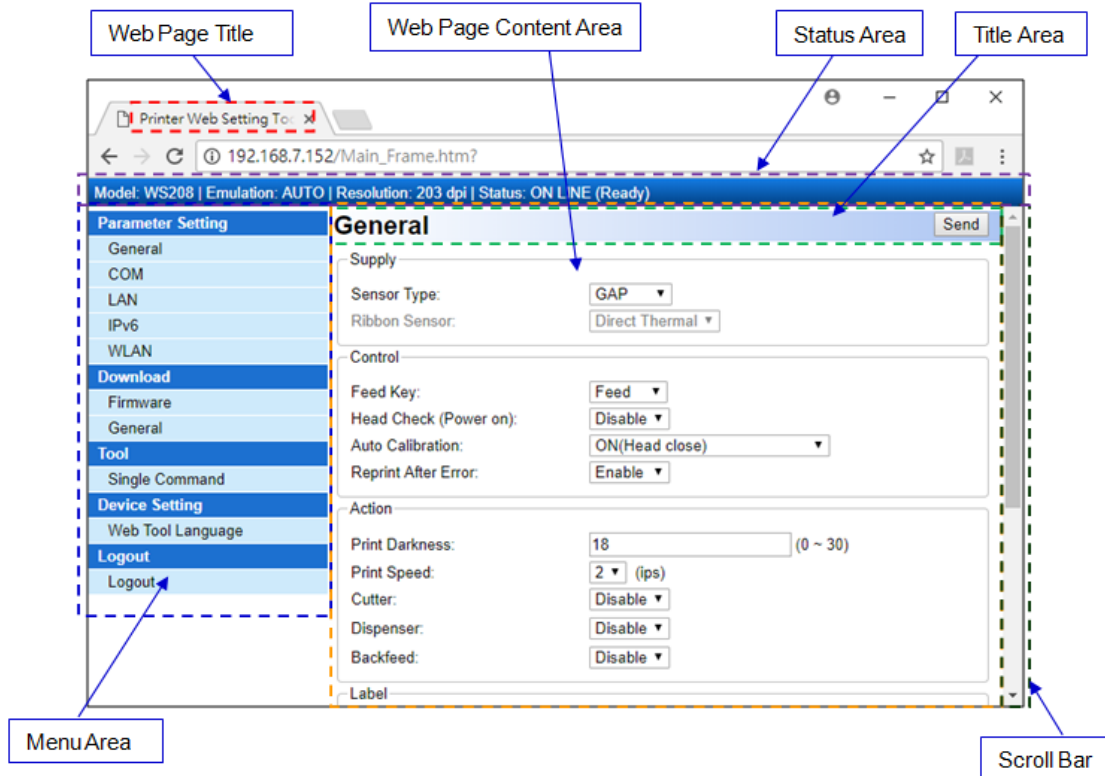 Web Page Title
Web Page Content Area
Status Area
Title Area
Printer Web Setting Too
192.168.7.152/Main_Frame.htm?
Model: WS208 | Emulation: AUTO | Resolution: 203 dpi | Status: ON LINE (Ready)
Parameter Setting
General
COM
LAN
IPv6
WLAN
Download
Firmware
General
Tool
Single Command
Device Setting
Web Tool Language
Logout
Logout
General
Send
Supply
Sensor Type: GAP
Ribbon Sensor: Direct Thermal
Control
Feed Key: Feed
Head Check (Power on): Disable
Auto Calibration: ON(Head close)
Reprint After Error: Enable
Action
Print Darkness: 18 (0 ~ 30)
Print Speed: 2 (ips)
Cutter: Disable
Dispenser: Disable
Backfeed: Disable
Label
Menu Area
Scroll Bar